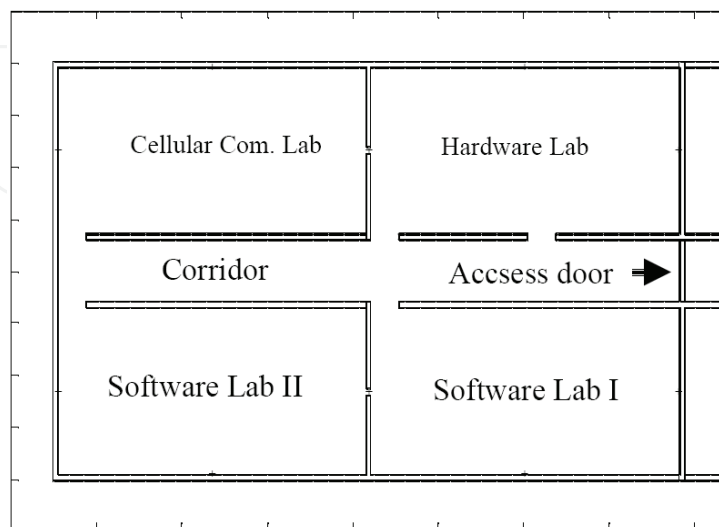 Cellular Com. Lab
Hardware Lab
Corridor
Accsess door
Software Lab II
Software Lab I